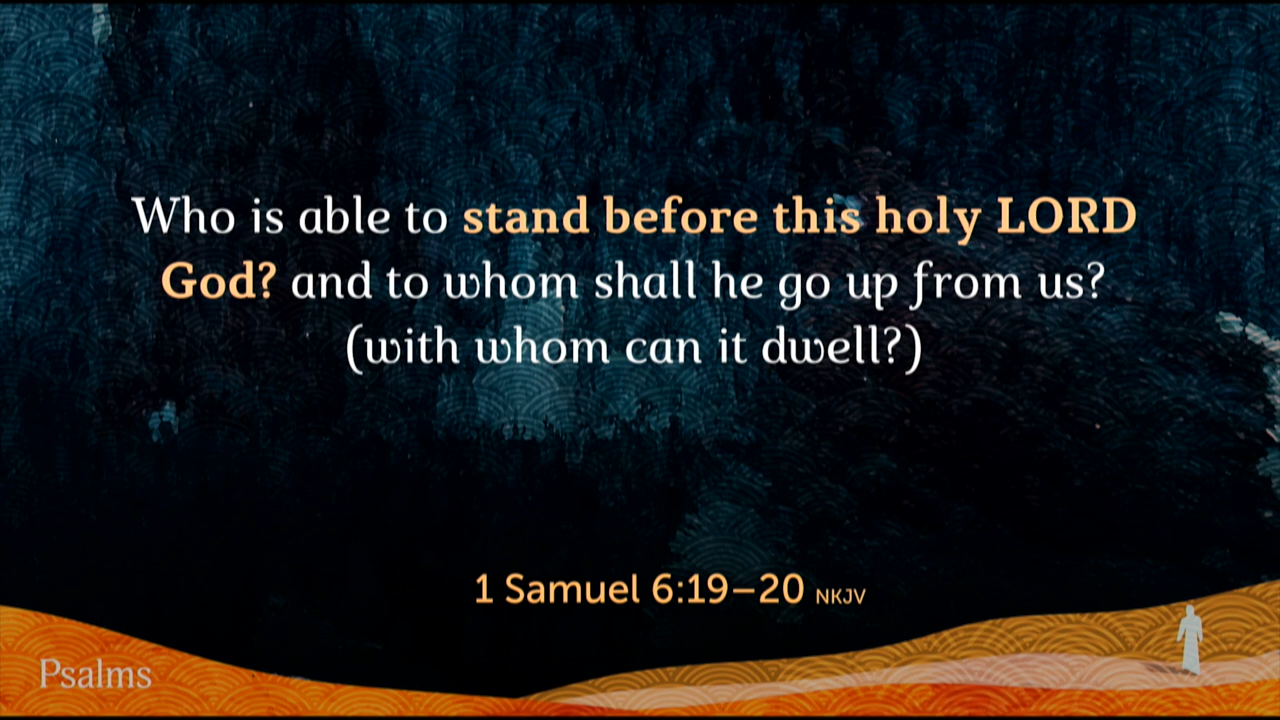 Who is able to stand before this holy LORD
God? and to whom shall he go up from us?
(with whom can it dwell?)
1 Samuel 6:19–20 NKJV
Psalms